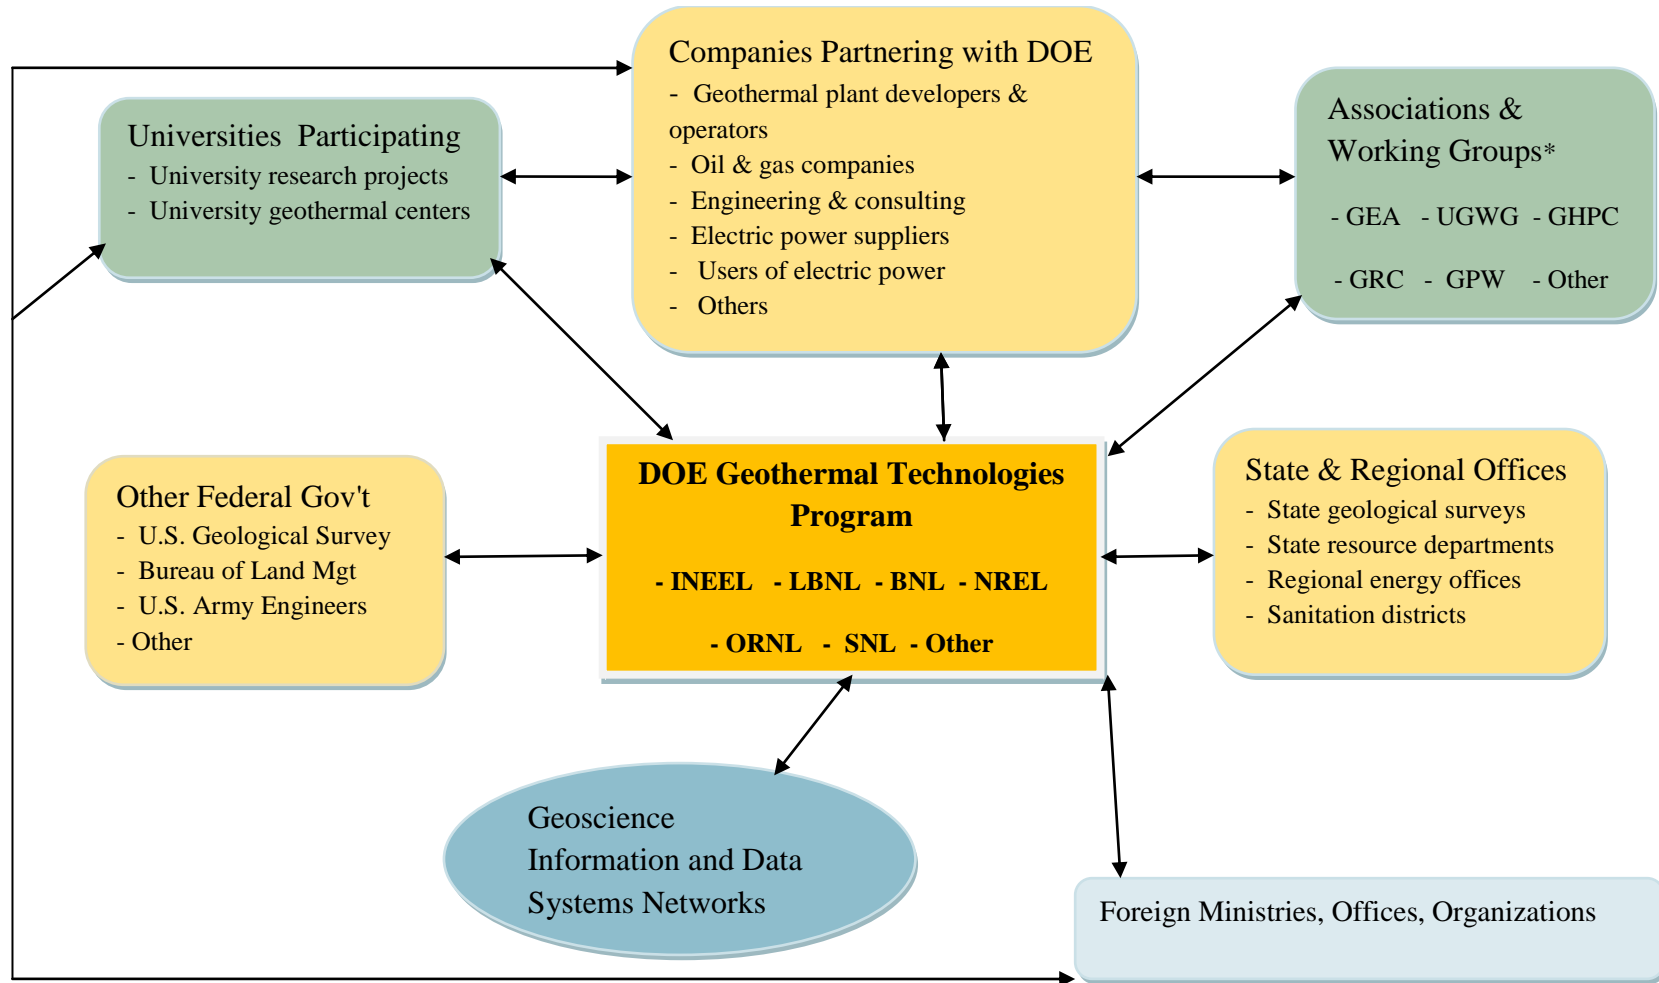 Companies Partnering with DOE
- Geothermal plant developers &
operators
- Oil & gas companies
- Engineering & consulting
- Electric power suppliers
- Users of electric power
- Others
Universities Participating
- University research projects
- University geothermal centers
Associations &
Working Groups*
- GEA - UGWG - GHPC
- GRC - GPW - Other
Other Federal Gov't
- U.S. Geological Survey
- Bureau of Land Mgt
- U.S. Army Engineers
- Other
DOE Geothermal Technologies
Program
- INEEL - LBNL - BNL - NREL
- ORNL - SNL - Other
State & Regional Offices
- State geological surveys
- State resource departments
- Regional energy offices
- Sanitation districts
Geoscience
Information and Data
Systems Networks
Foreign Ministries, Offices, Organizations